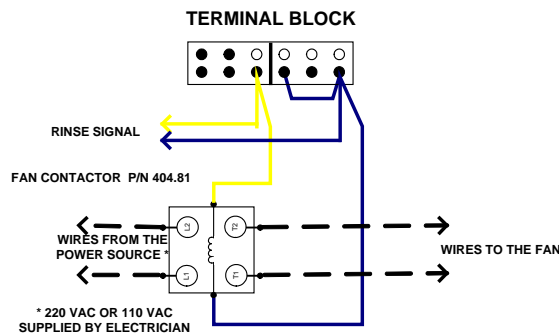 TERMINAL BLOCK
RINSE SIGNAL
FAN CONTACTOR P/N 404.81
L2
T2
WIRES FROM THE
POWER SOURCE *
WIRES TO THE FAN
L1
T1
* 220 VAC OR 110 VAC
SUPPLIED BY ELECTRICIAN